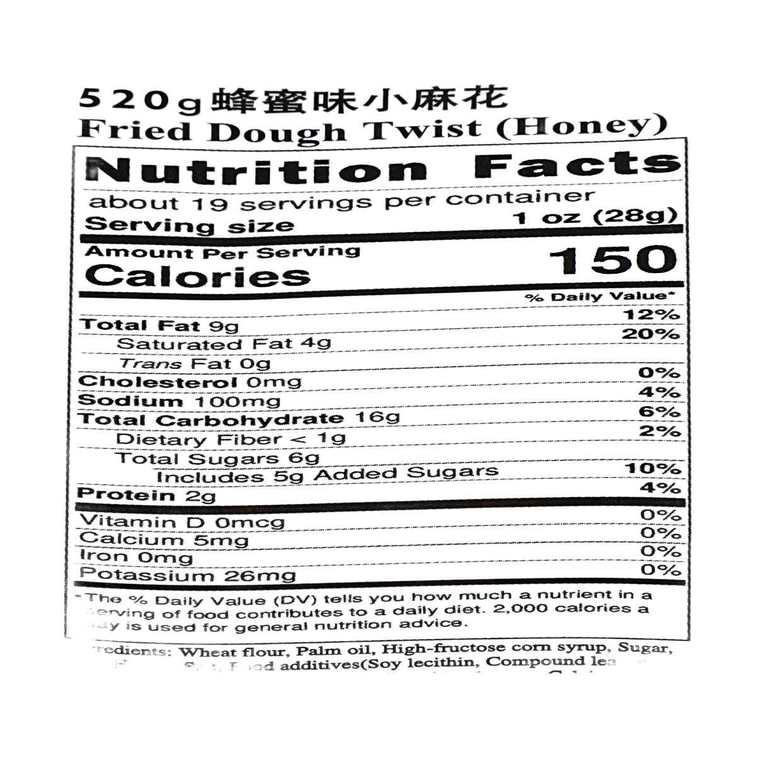 520g蜂蜜味小麻花
Fried Dough Twist (Honey)
Nutrition Facts
about 19 servings per container
Serving size 1 oz (28g)
Amount Per Serving
Calories 150
% Daily Value*
Total Fat 9g 12%
Saturated Fat 4g 20%
Trans Fat 0g
Cholesterol 0mg 0%
Sodium 100mg 4%
Total Carbohydrate 16g 6%
Dietary Fiber < 1g 2%
Total Sugars 6g
Includes 5g Added Sugars 10%
Protein 2g 4%
Vitamin D 0mcg 0%
Calcium 5mg 0%
Iron 0mg 0%
Potassium 26mg 0%
*The % Daily Value (DV) tells you how much a nutrient in a
of food contributes to a daily diet. 2,000 calories a
is used for general nutrition advice.
Wheat flour, Palm oil, High-fructose corn syrup, Sugar,
additives(Soy lecithin, Compound